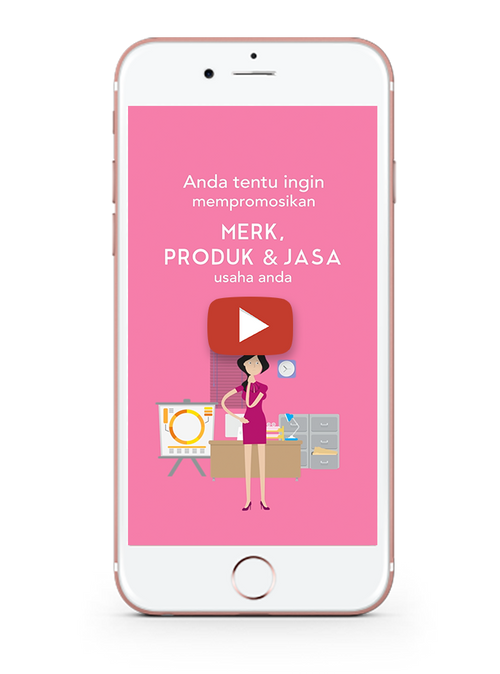 Anda tentu ingin
mempromosikan
MERK,
PRODUK & JASA
usaha anda